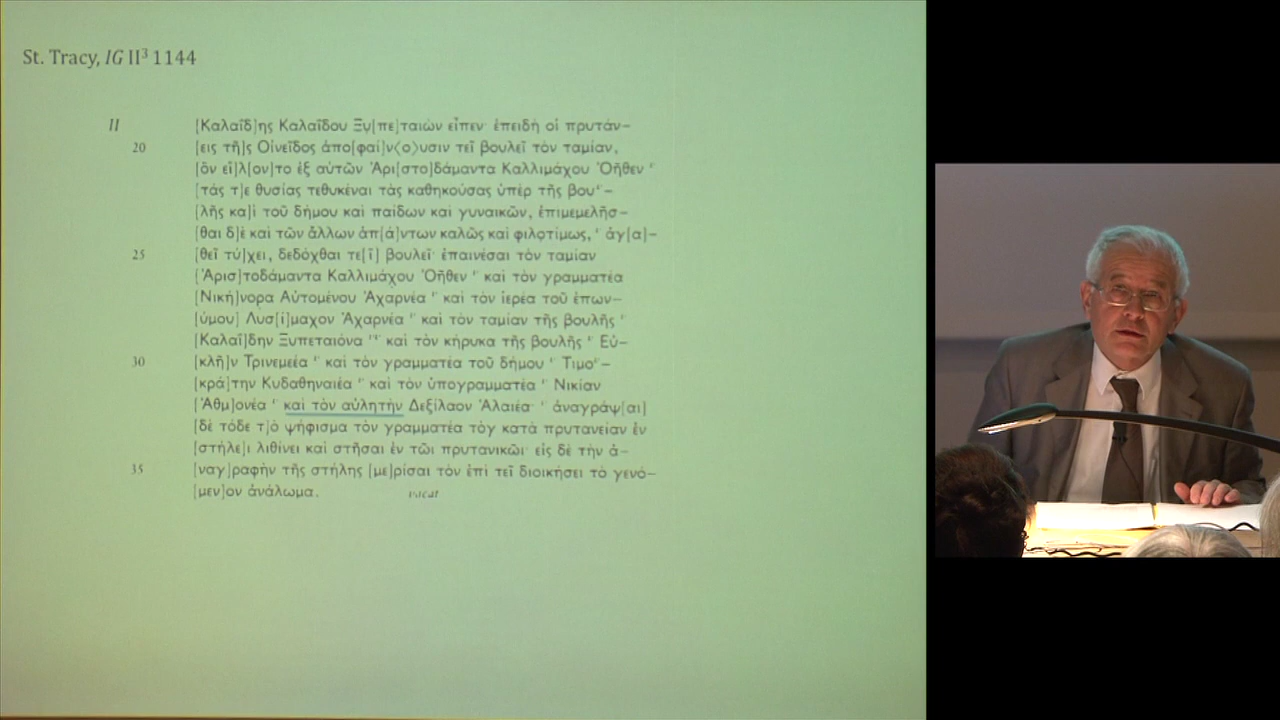 St. Tracy, IG II³ 1144
II [Καλαΐδ]ης Καλαΐδου Ξυ[πε]ταιὼν εἶπεν· ἐπειδὴ οἱ πρυτάν–
20 [εις τῆ]ς Οἰνεῖδος ἀπο[φαί]ν〈ο〉υσιν τεῖ βουλεῖ τὸν ταμίαν,
[ὃν εἵ]λ[ον]το ἐξ αὑτῶν Ἀρι[στο]δάμαντα Καλλιμάχου Ὀῆθεν ᵛ
[τάς τ]ε θυσίας τεθυκέναι τὰς καθηκούσας ὑπὲρ τῆς βουᵛ–
[λῆς κα]ὶ τοῦ δήμου καὶ παίδων καὶ γυναικῶν, ἐπιμεμελῆσ–
[θαι δ]ὲ καὶ τῶν ἄλλων ἁπ[ά]ντων καλῶς καὶ φιλοτίμως, ᵛ ἀγ[α]–
25 [θεῖ τύ]χει, δεδόχθαι τε[ῖ] βουλεῖ· ἐπαινέσαι τὸν ταμίαν
[Ἀρισ]τοδάμαντα Καλλιμάχου Ὀῆθεν ᵛ καὶ τὸν γραμματέα
[Νικήν]ορα Αὐτομένου Ἀχαρνέα ᵛ καὶ τὸν ἱερέα τοῦ ἐπων–
[ύμου] Λυσ[ί]μαχον Ἀχαρνέα ᵛ καὶ τὸν ταμίαν τῆς βουλῆς ᵛ
[Καλαΐ]δην Ξυπεταιόνα ᵛᵛ καὶ τὸν κήρυκα τῆς βουλῆς ᵛ Εὐ–
30 [κλῆ]ν Τρινεμεέα ᵛ καὶ τὸν γραμματέα τοῦ δήμου ᵛ Τιμοᵛ–
[κρά]την Κυδαθηναιέα ᵛ καὶ τὸν ὑπογραμματέα ᵛ Νικίαν
[Ἀθμ]ονέα ᵛ καὶ τὸν αὐλητὴν Δεξίλαον Ἁλαιέα· ᵛ ἀναγράψ[αι]
[δὲ τόδε τ]ὸ ψήφισμα τὸν γραμματέα τὸγ κατὰ πρυτανείαν ἐν
[στήλε]ι λιθίνει καὶ στῆσαι ἐν τῶι πρυτανικῶι· εἰς δὲ τὴν ἀ–
35 [ναγ]ραφὴν τῆς στήλης [με]ρίσαι τὸν ἐπὶ τεῖ διοικήσει τὸ γενό–
[μεν]ον ἀνάλωμα. vacat